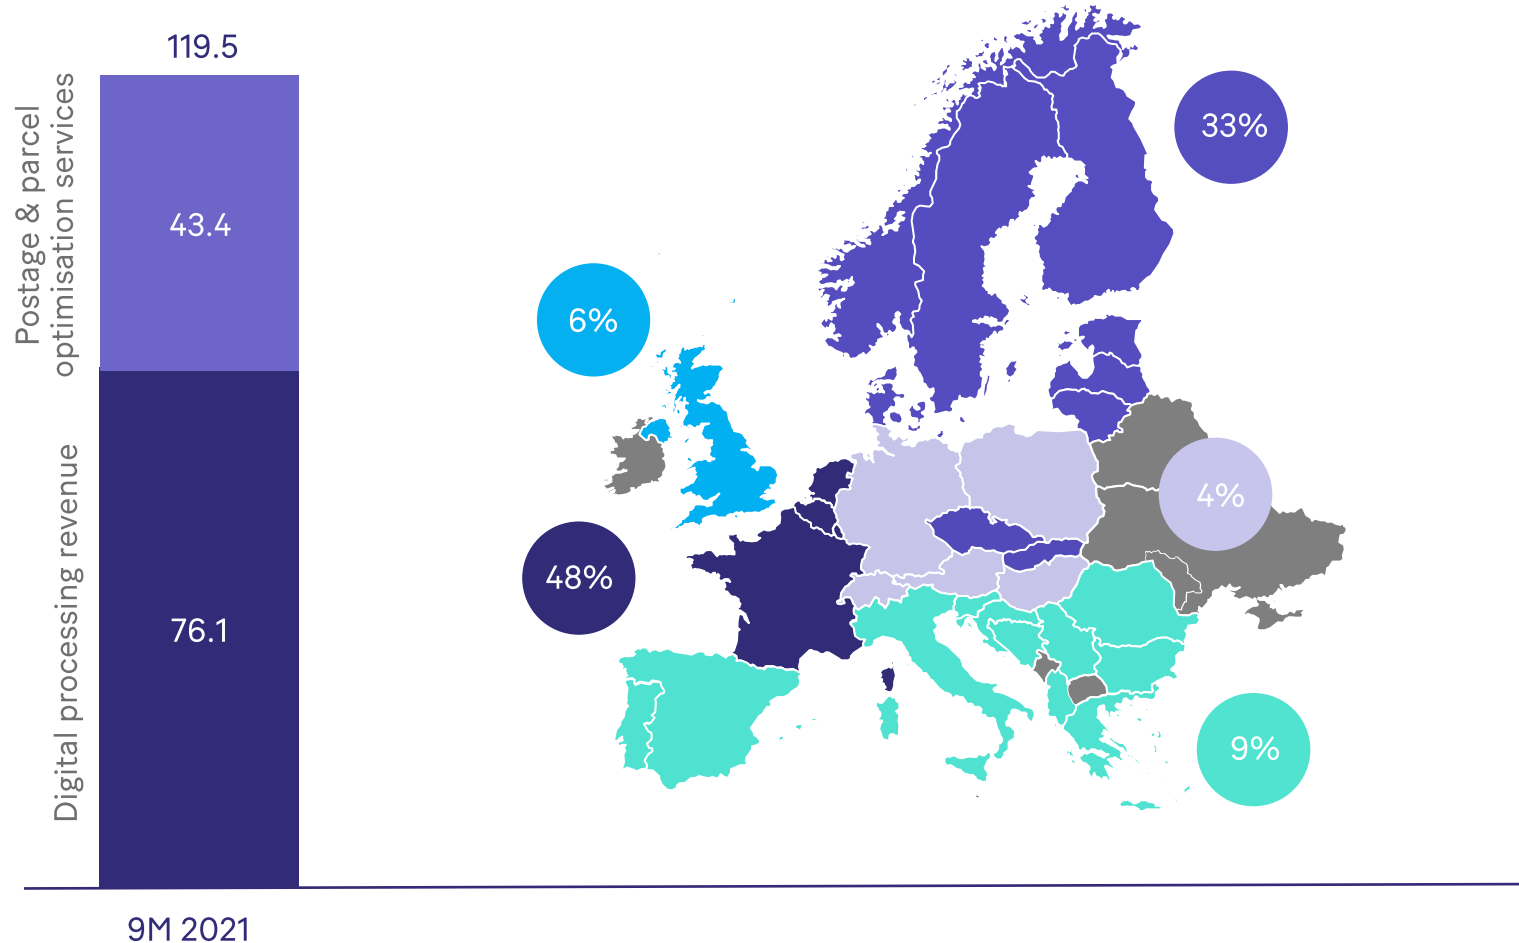 119.5
Postage & parcel
optimisation services
43.4
Digital processing revenue
76.1
9M 2021
33%
6%
4%
48%
9%